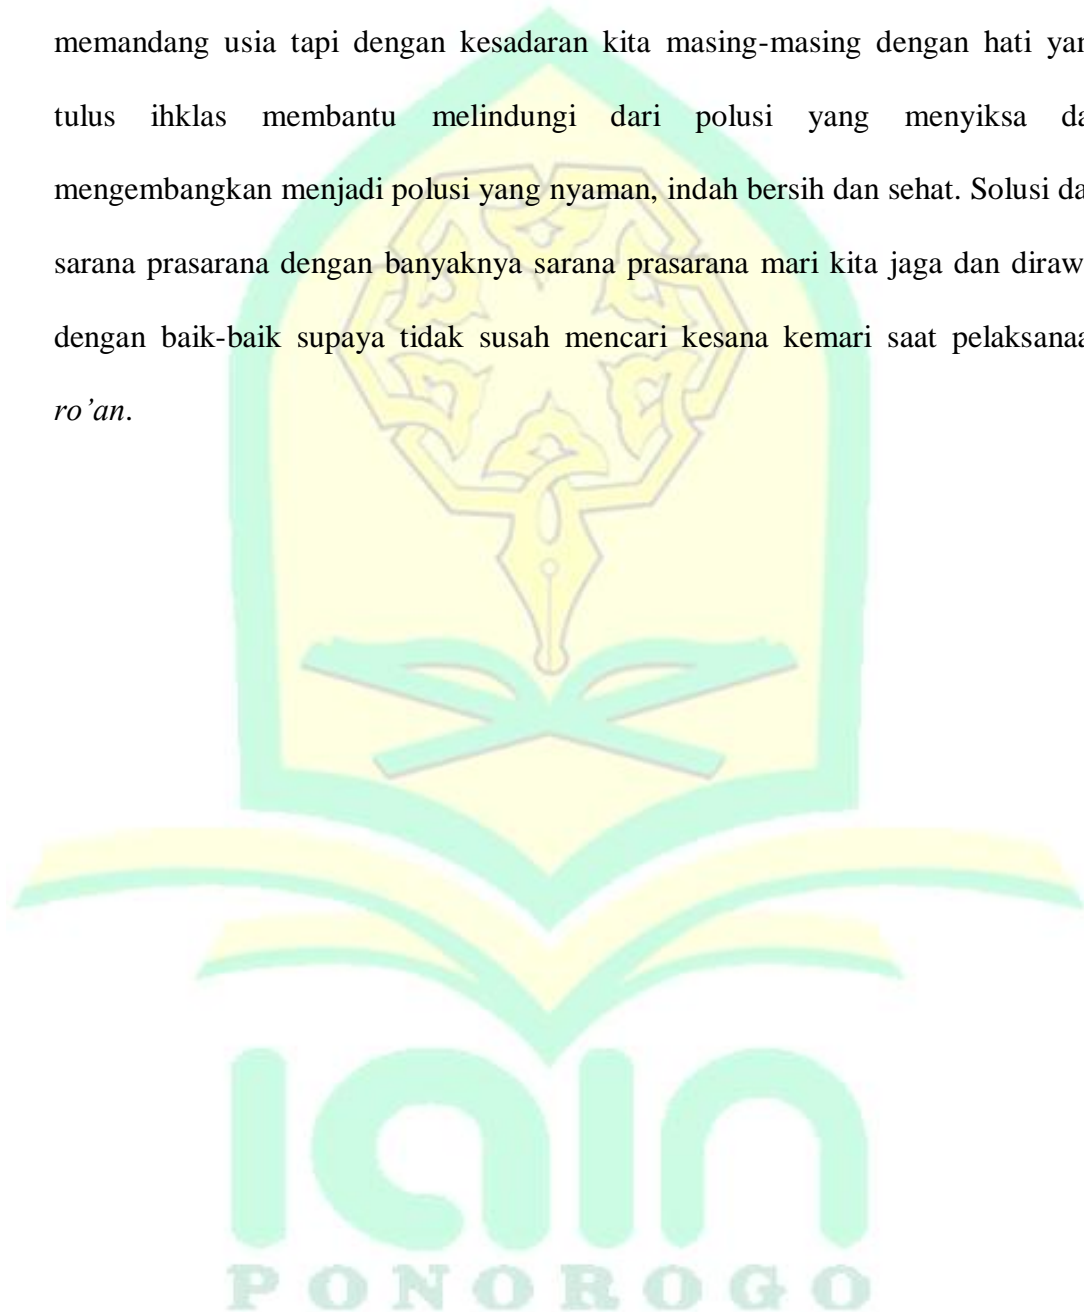 memandang usia tapi dengan kesadaran kita masing-masing dengan hati yan
tulus ihklas membantu melindungi dari polusi yang menyiksa da
mengembangkan menjadi polusi yang nyaman, indah bersih dan sehat. Solusi da
sarana prasarana dengan banyaknya sarana prasarana mari kita jaga dan diraw
dengan baik-baik supaya tidak susah mencari kesana kemari saat pelaksanaa
ro’an.
iain
PONOROGO